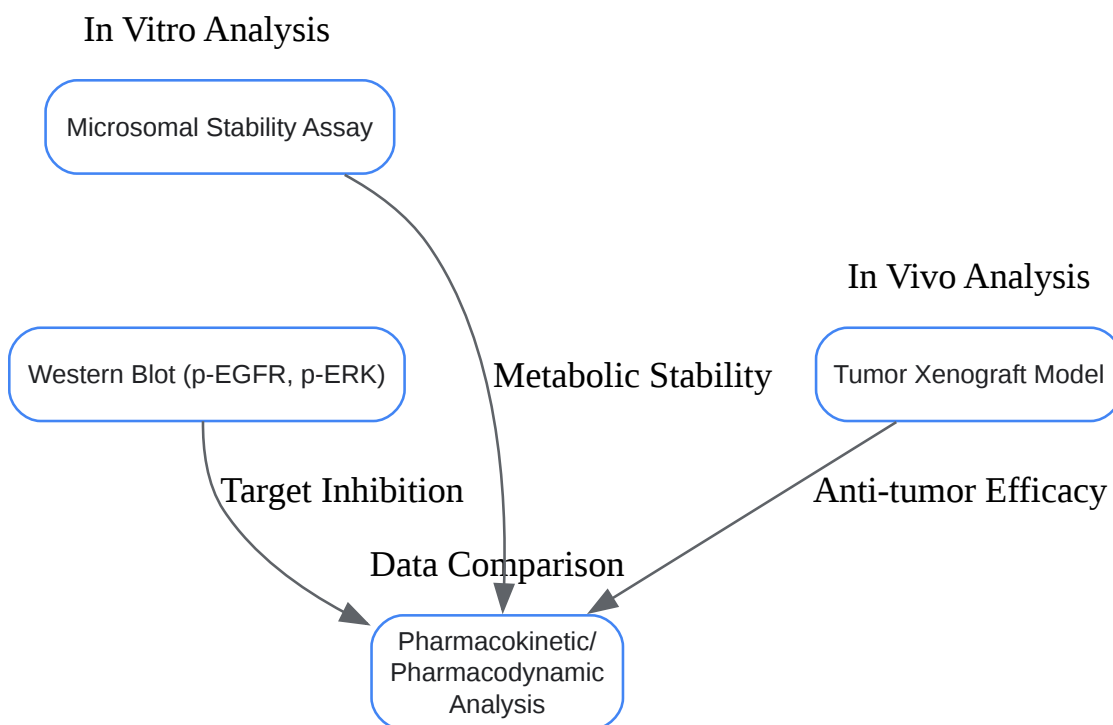 In Vitro Analysis
Microsomal Stability Assay
In Vivo Analysis
Western Blot (p-EGFR, p-ERK)
Metabolic Stability
Tumor Xenograft Model
Target Inhibition
Anti-tumor Efficacy
Data Comparison
Pharmacokinetic/
Pharmacodynamic
Analysis